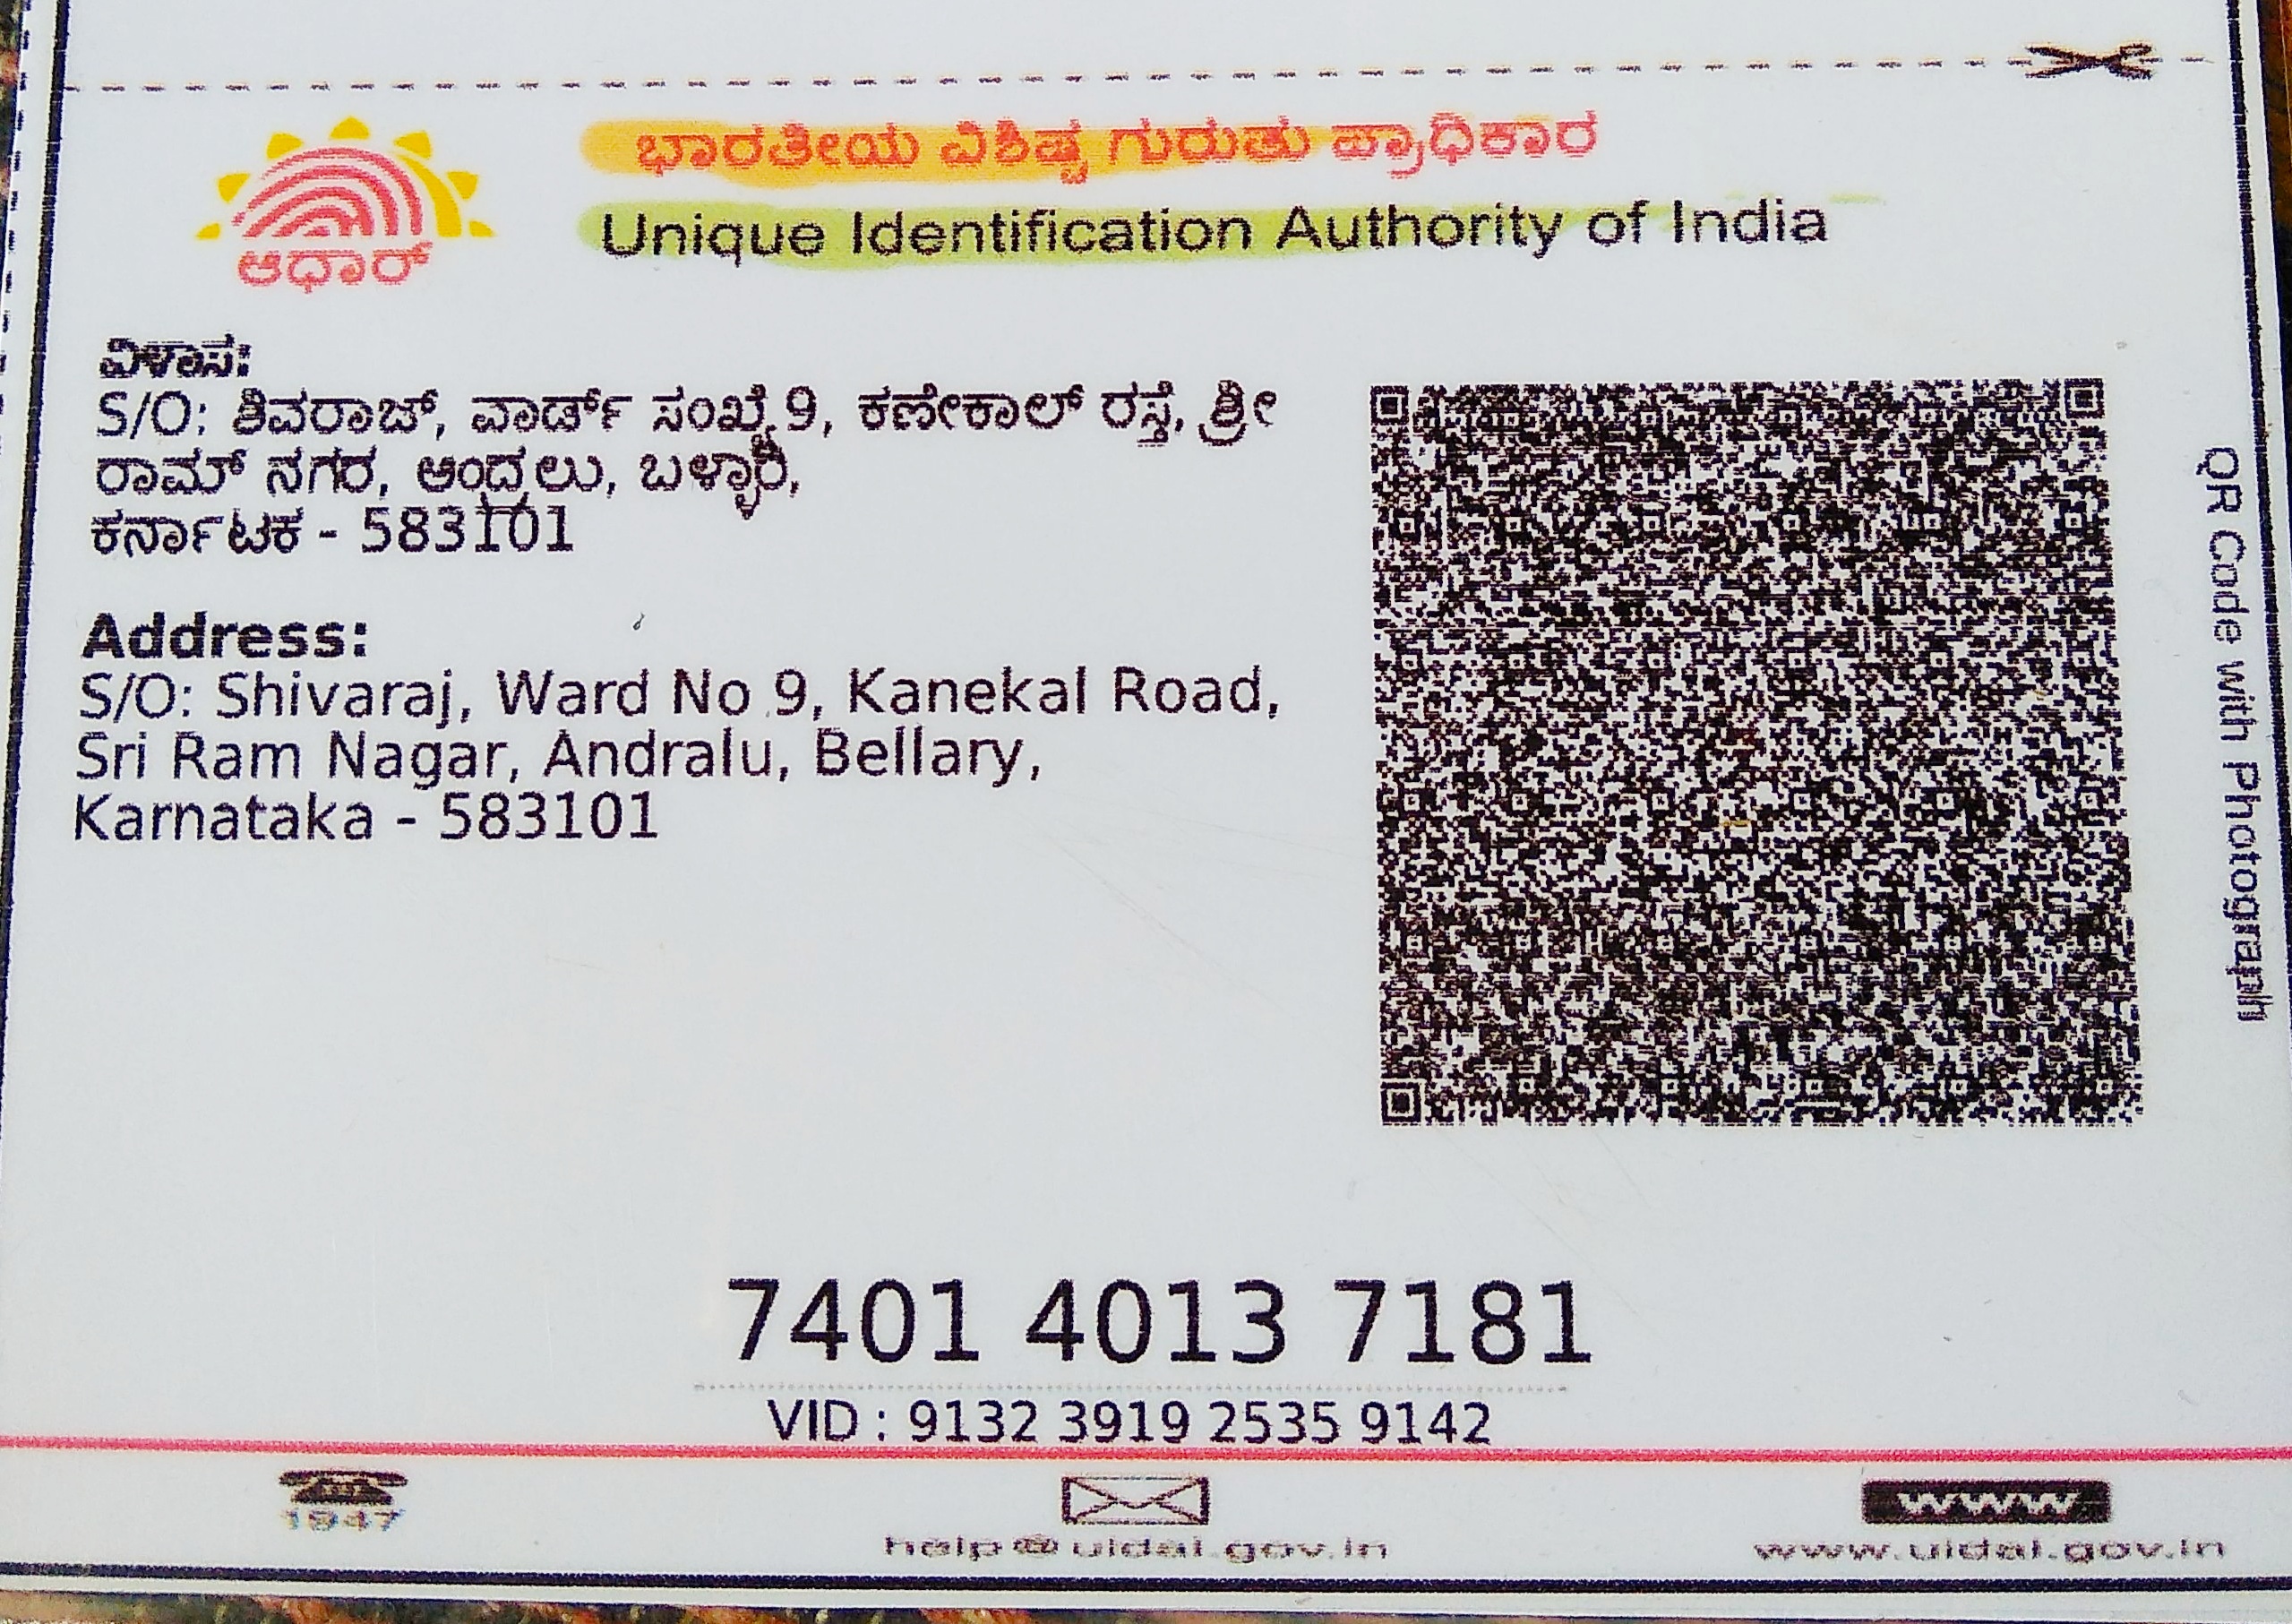 ಭಾರತೀಯ ವಿಶಿಷ್ಟ ಗುರುತು ಪ್ರಾಧಿಕಾರ
Unique Identification Authority of India
ಆಧಾರ್
ವಿಳಾಸ:
S/O: ಶಿವರಾಜ್, ವಾರ್ಡ್ ಸಂಖ್ಯೆ 9, ಕಣೇಕಾಲ್ ರಸ್ತೆ, ಶ್ರೀ
ರಾಮ್ ನಗರ, ಆಂದ್ರಲು, ಬಳ್ಳಾರಿ,
ಕರ್ನಾಟಕ - 583101
Address:
S/O: Shivaraj, Ward No 9, Kanekal Road,
Sri Ram Nagar, Andralu, Bellary,
Karnataka - 583101
QR Code with Photograph
7401 4013 7181
VID : 9132 3919 2535 9142
1947
help@uidai.gov.in
www
www.uidai.gov.in